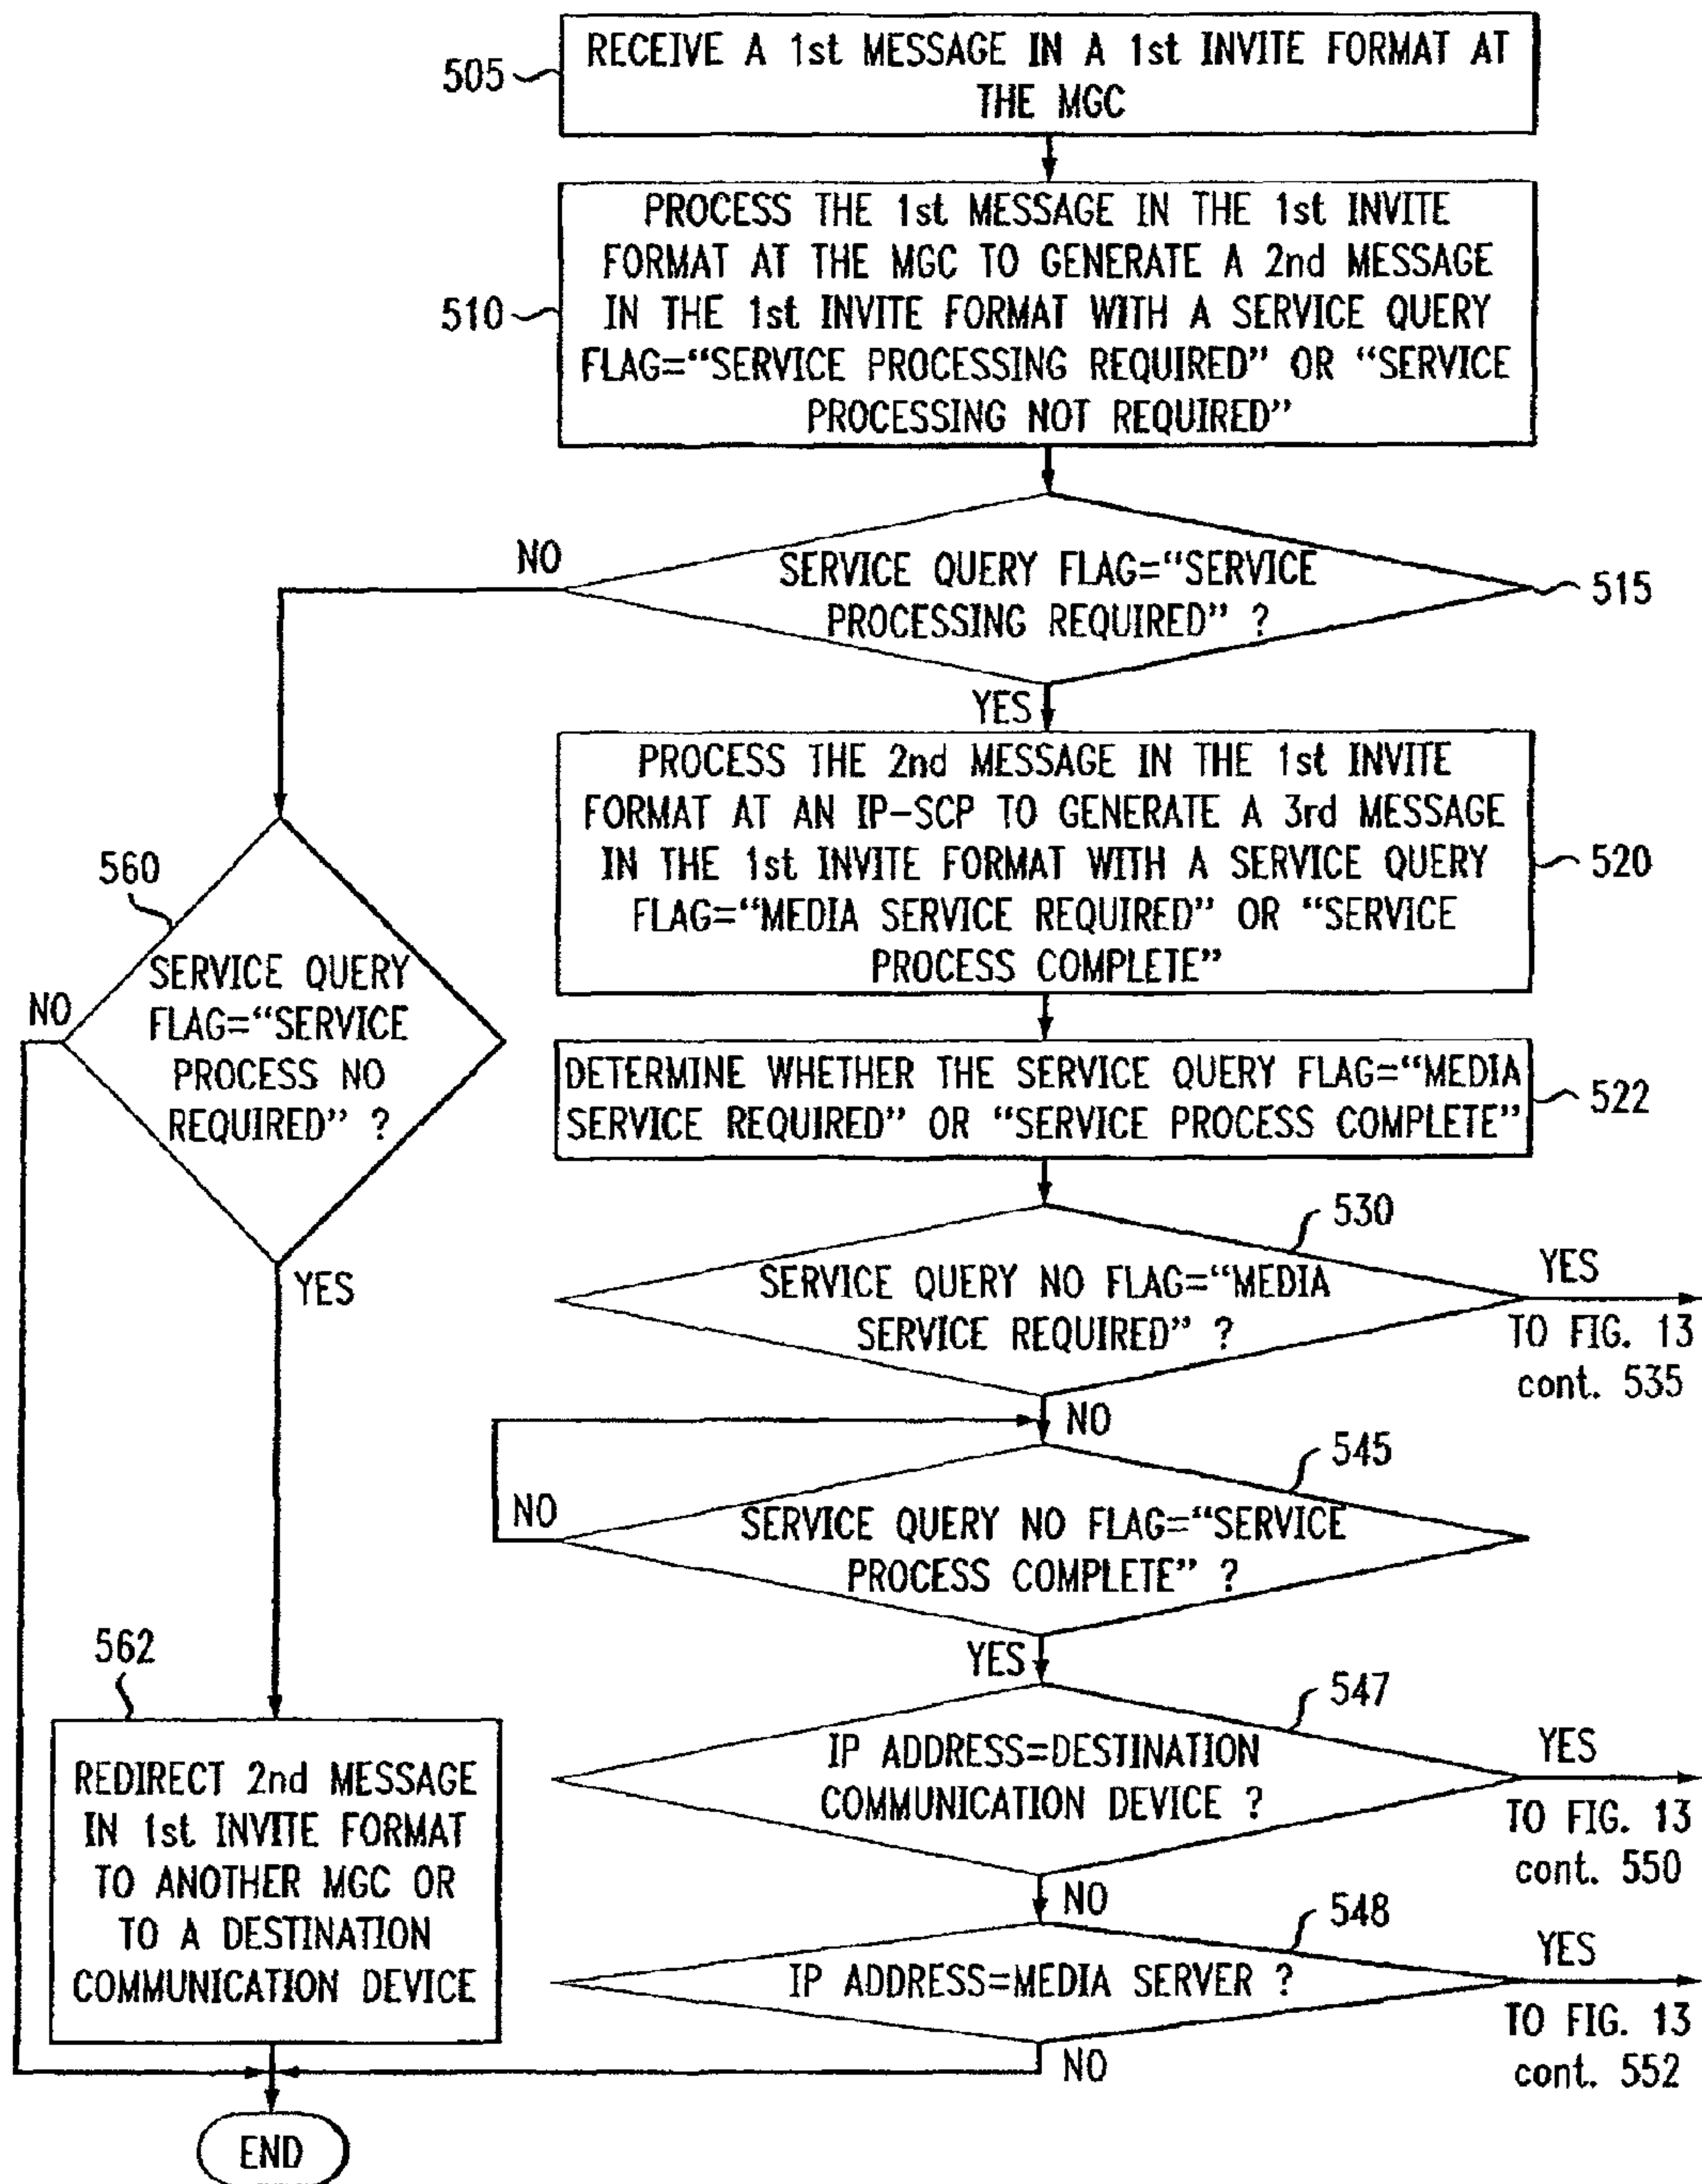 505
RECEIVE A 1st MESSAGE IN A 1st INVITE FORMAT AT
THE MGC
510
PROCESS THE 1st MESSAGE IN THE 1st INVITE
FORMAT AT THE MGC TO GENERATE A 2nd MESSAGE
IN THE 1st INVITE FORMAT WITH A SERVICE QUERY
FLAG=“SERVICE PROCESSING REQUIRED” OR “SERVICE
PROCESSING NOT REQUIRED”
NO
SERVICE QUERY FLAG=“SERVICE
PROCESSING REQUIRED” ?
515
YES
PROCESS THE 2nd MESSAGE IN THE 1st INVITE
FORMAT AT AN IP-SCP TO GENERATE A 3rd MESSAGE
IN THE 1st INVITE FORMAT WITH A SERVICE QUERY
FLAG=“MEDIA SERVICE REQUIRED” OR “SERVICE
PROCESS COMPLETE”
520
560
SERVICE QUERY
FLAG=“SERVICE
PROCESS NO
REQUIRED” ?
NO
YES
DETERMINE WHETHER THE SERVICE QUERY FLAG=“MEDIA
SERVICE REQUIRED” OR “SERVICE PROCESS COMPLETE”
522
530
SERVICE QUERY NO FLAG=“MEDIA
SERVICE REQUIRED” ?
YES
TO FIG. 13
cont. 535
NO
545
NO
SERVICE QUERY NO FLAG=“SERVICE
PROCESS COMPLETE” ?
YES
547
IP ADDRESS=DESTINATION
COMMUNICATION DEVICE ?
YES
TO FIG. 13
cont. 550
NO
548
IP ADDRESS=MEDIA SERVER ?
YES
TO FIG. 13
cont. 552
NO
562
REDIRECT 2nd MESSAGE
IN 1st INVITE FORMAT
TO ANOTHER MGC OR
TO A DESTINATION
COMMUNICATION DEVICE
END